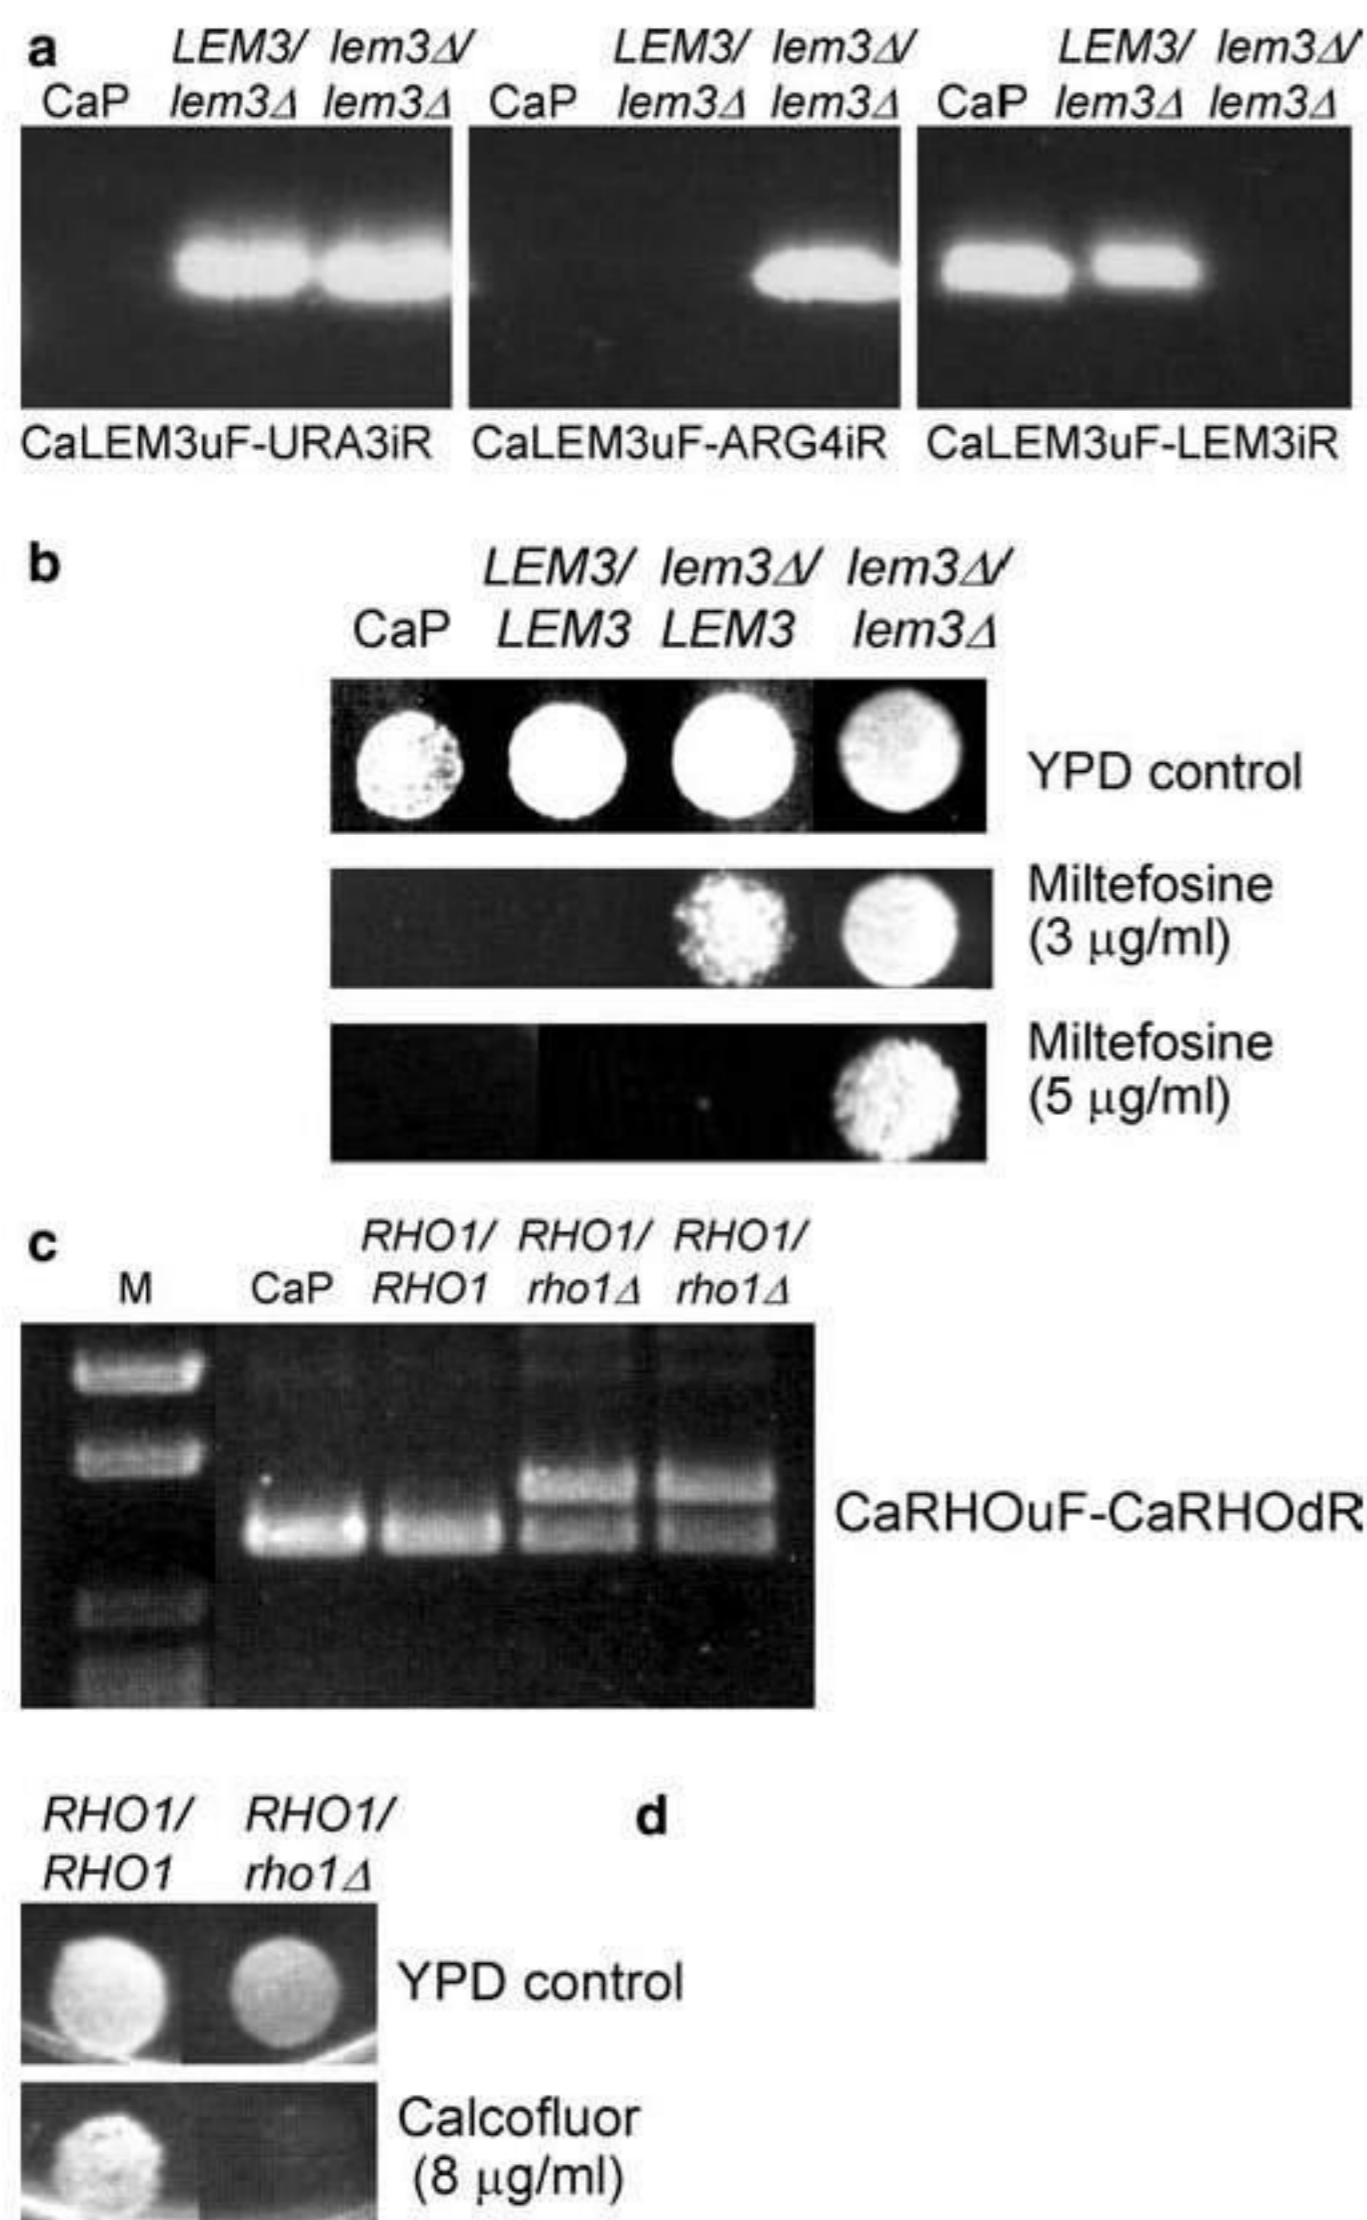 a
LEM3/ lem3Δ/ LEM3/ lem3Δ/ LEM3/ lem3Δ/
CaP lem3Δ lem3Δ CaP lem3Δ lem3Δ CaP lem3Δ lem3Δ
CaLEM3uF-URA3iR CaLEM3uF-ARG4iR CaLEM3uF-LEM3iR
b
LEM3/ lem3Δ/ lem3Δ/
CaP LEM3 LEM3 lem3Δ
YPD control
Miltefosine
(3 μg/ml)
Miltefosine
(5 μg/ml)
c
RHO1/ RHO1/ RHO1/
M CaP RHO1 rho1Δ rho1Δ
CaRHOuF-CaRHOdR
RHO1/ RHO1/ d
RHO1 rho1Δ
YPD control
Calcofluor
(8 μg/ml)